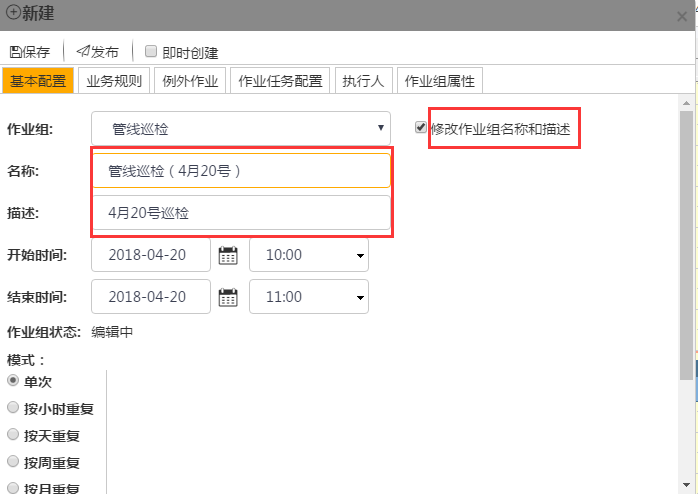 新建
保存 发布 即时创建
基本配置 业务规则 例外作业 作业任务配置 执行人 作业组属性
作业组: 管线巡检 修改作业组名称和描述
名称: 管线巡检（4月20号）
描述: 4月20号巡检
开始时间: 2018-04-20 10:00
结束时间: 2018-04-20 11:00
作业组状态: 编辑中
模式：
单次
按小时重复
按天重复
按周重复
按月重复